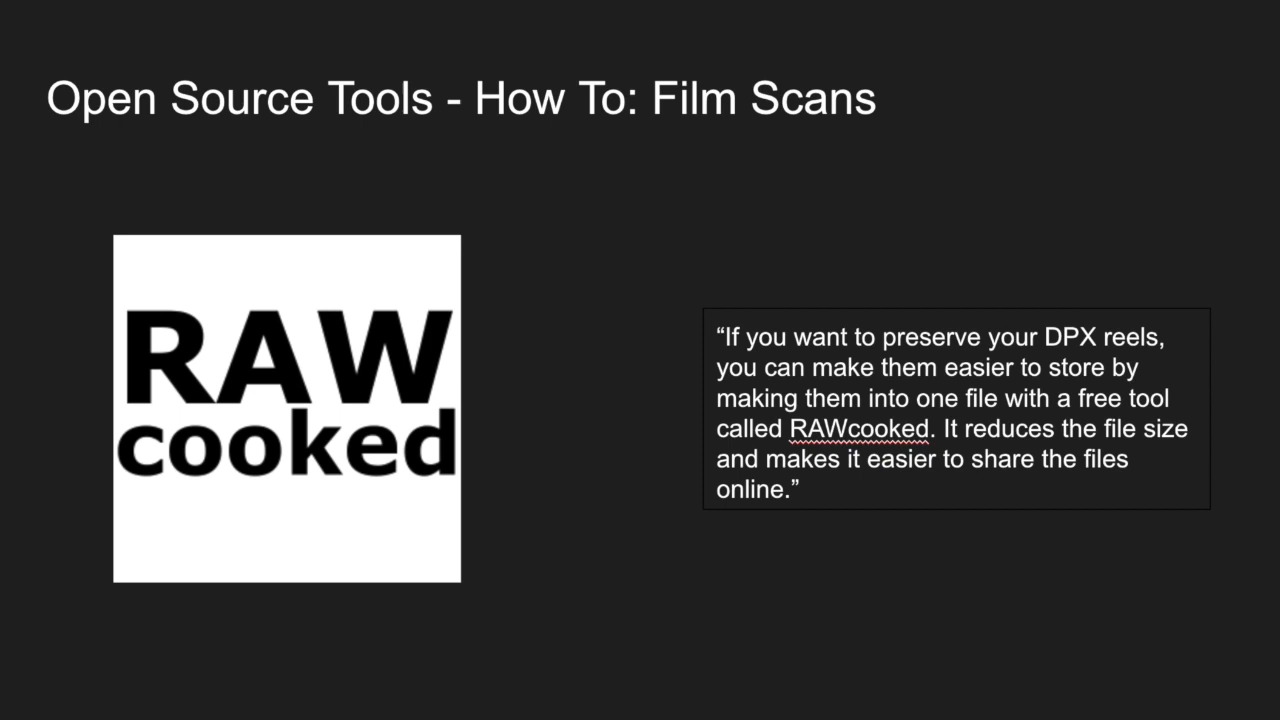 Open Source Tools - How To: Film Scans
RAW
cooked
“If you want to preserve your DPX reels,
you can make them easier to store by
making them into one file with a free tool
called RAWcooked. It reduces the file size
and makes it easier to share the files
online.”